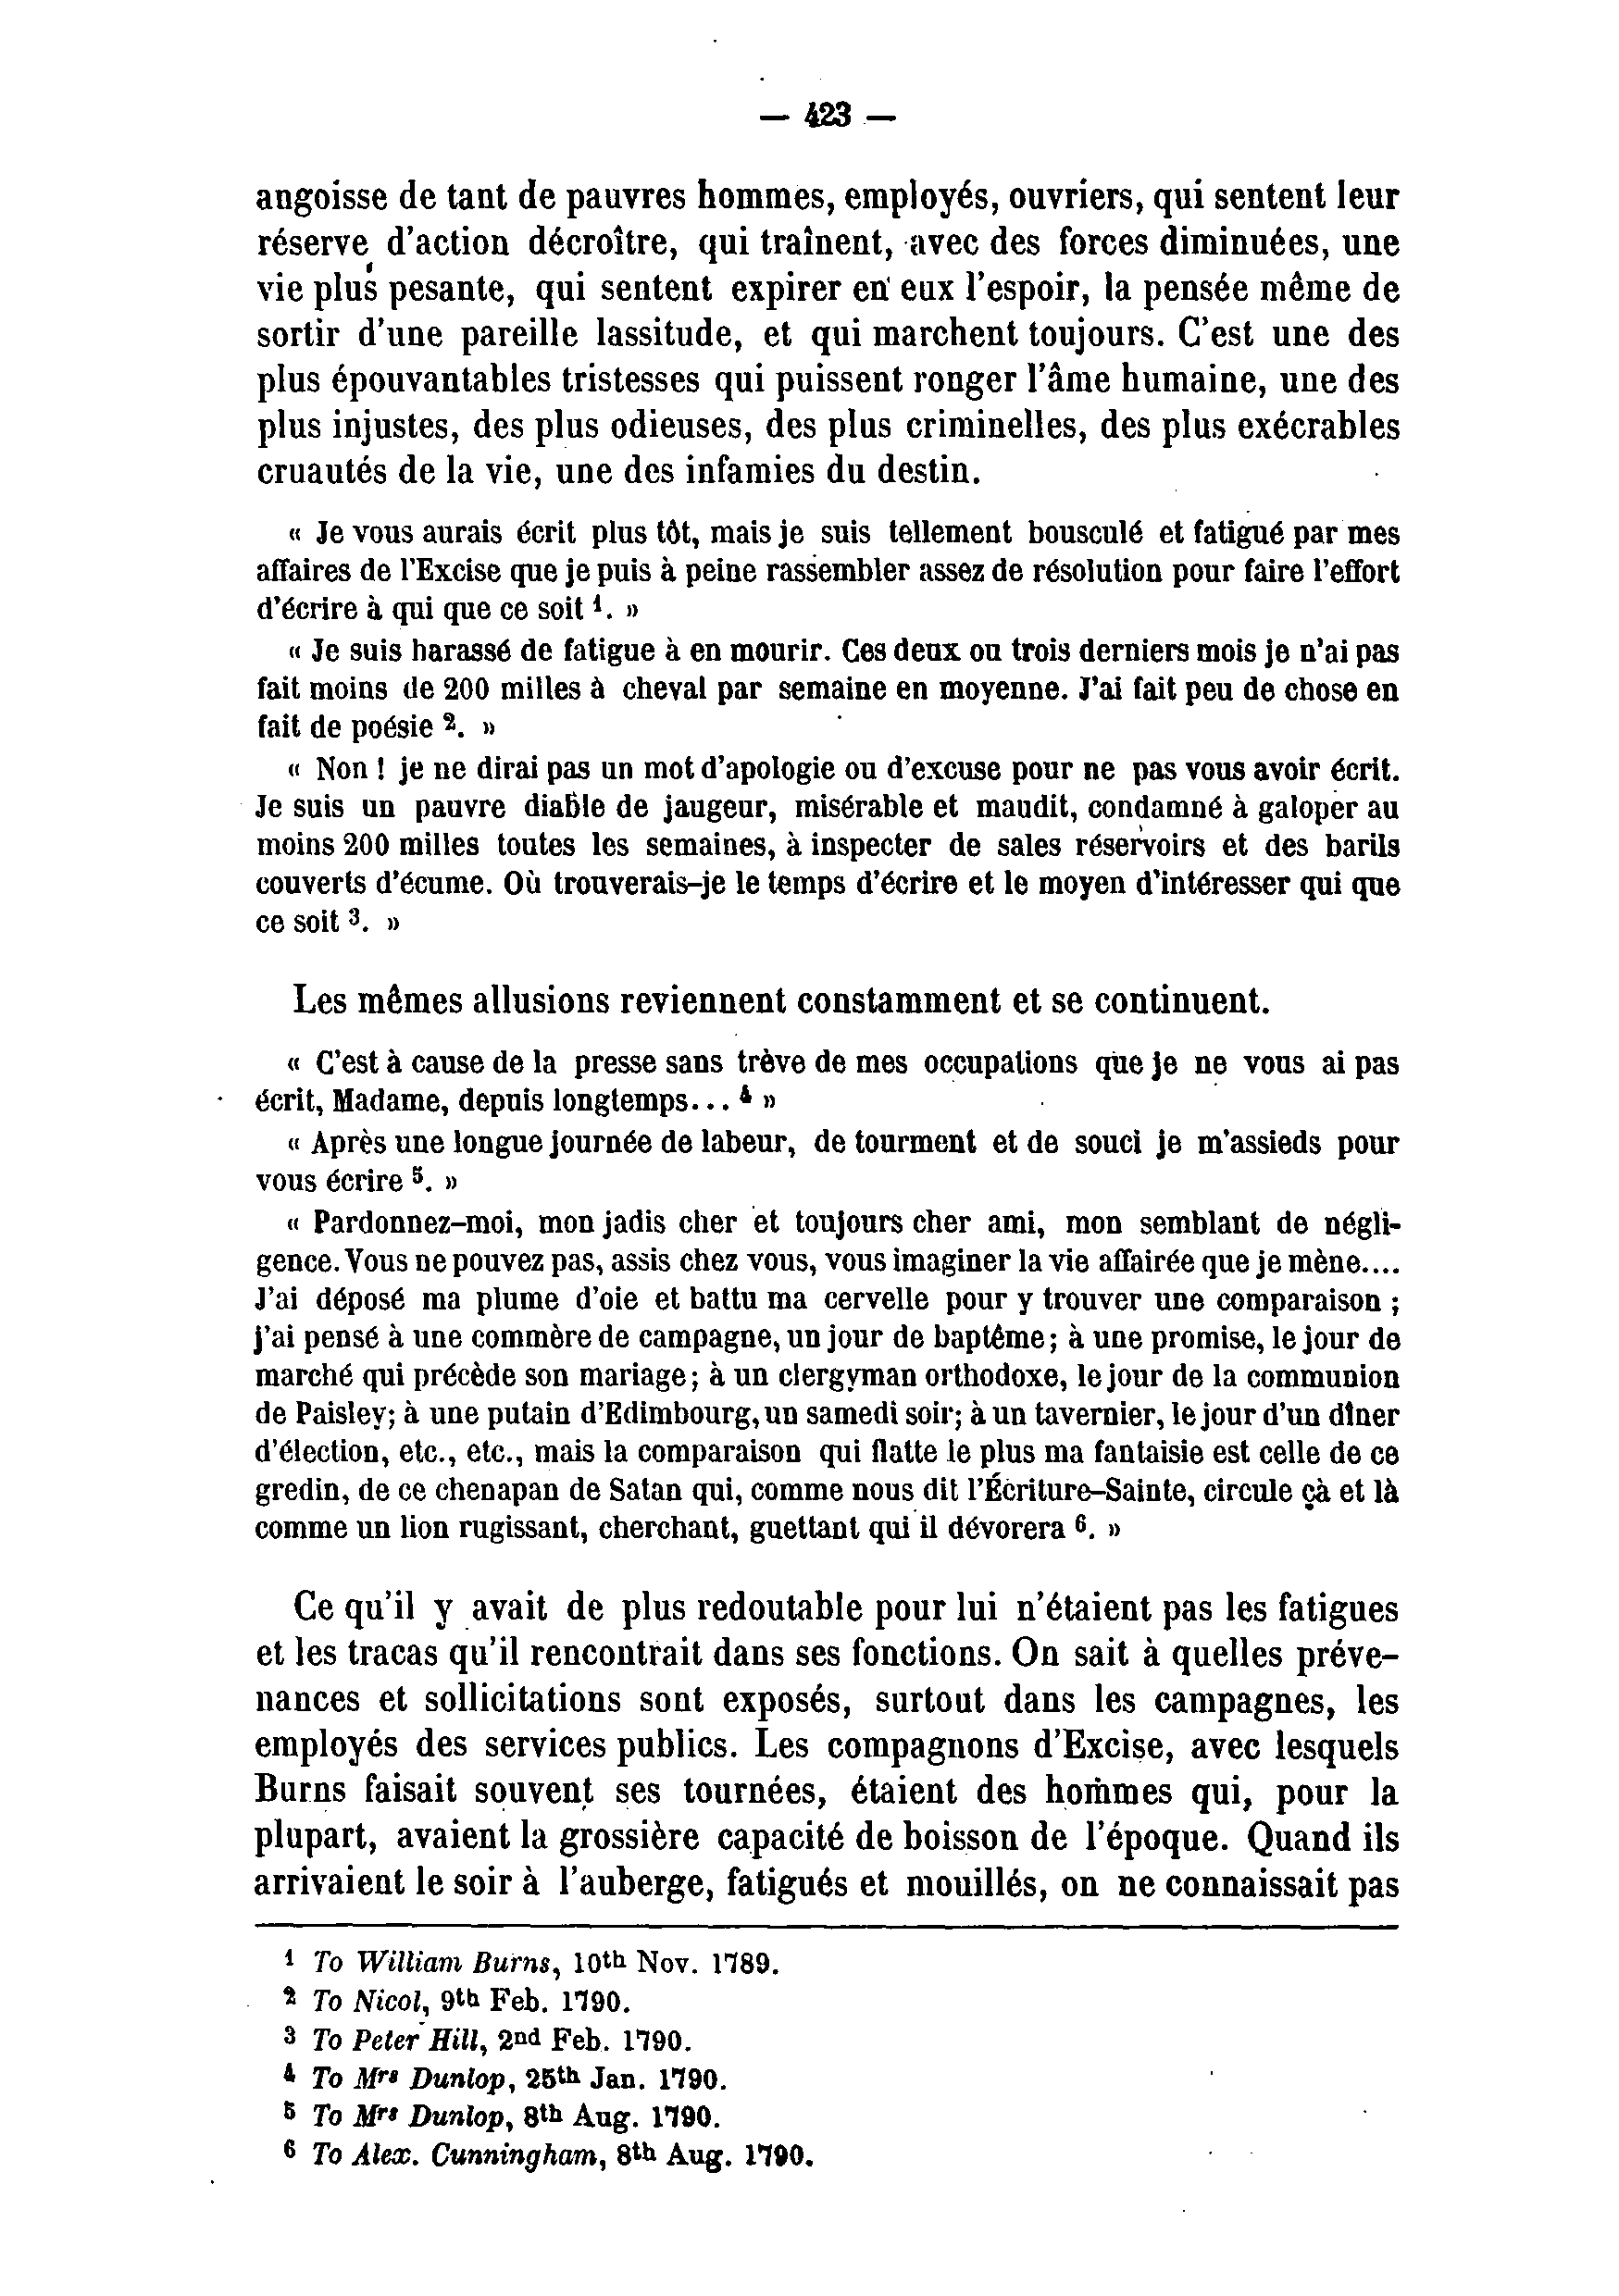 — 423 —
angoisse de tant de pauvres hommes, employés, ouvriers, qui sentent leur
réserve d'action décroître, qui traînent, avec des forces diminuées, une
vie plus pesante, qui sentent expirer en eux l'espoir, la pensée même de
sortir d'une pareille lassitude, et qui marchent toujours. C'est une des
plus épouvantables tristesses qui puissent ronger l'âme humaine, une des
plus injustes, des plus odieuses, des plus criminelles, des plus exécrables
cruautés de la vie, une des infamies du destin.
« Je vous aurais écrit plus tôt, mais je suis tellement bousculé et fatigué par mes
affaires de l'Excise que je puis à peine rassembler assez de résolution pour faire l'effort
d'écrire à qui que ce soit ¹. »
« Je suis harassé de fatigue à en mourir. Ces deux ou trois derniers mois je n'ai pas
fait moins de 200 milles à cheval par semaine en moyenne. J'ai fait peu de chose en
fait de poésie ². »
« Non ! je ne dirai pas un mot d'apologie ou d'excuse pour ne pas vous avoir écrit.
Je suis un pauvre diable de jaugeur, misérable et maudit, condamné à galoper au
moins 200 milles toutes les semaines, à inspecter de sales réservoirs et des barils
couverts d'écume. Où trouverais-je le temps d'écrire et le moyen d'intéresser qui que
ce soit ³. »
Les mêmes allusions reviennent constamment et se continuent.
« C'est à cause de la presse sans trève de mes occupations que je ne vous ai pas
écrit, Madame, depuis longtemps... ⁴ »
« Après une longue journée de labeur, de tourment et de souci je m'assieds pour
vous écrire ⁵. »
« Pardonnez-moi, mon jadis cher et toujours cher ami, mon semblant de négli-
gence. Vous ne pouvez pas, assis chez vous, vous imaginer la vie affairée que je mène....
J'ai déposé ma plume d'oie et battu ma cervelle pour y trouver une comparaison ;
j'ai pensé à une commère de campagne, un jour de baptême; à une promise, le jour de
marché qui précède son mariage; à un clergyman orthodoxe, le jour de la communion
de Paisley; à une putain d'Edimbourg, un samedi soir; à un tavernier, le jour d'un dîner
d'élection, etc., etc., mais la comparaison qui flatte le plus ma fantaisie est celle de ce
gredin, de ce chenapan de Satan qui, comme nous dit l'Écriture-Sainte, circule çà et là
comme un lion rugissant, cherchant, guettant qui il dévorera ⁶. »
Ce qu'il y avait de plus redoutable pour lui n'étaient pas les fatigues
et les tracas qu'il rencontrait dans ses fonctions. On sait à quelles préve-
nances et sollicitations sont exposés, surtout dans les campagnes, les
employés des services publics. Les compagnons d'Excise, avec lesquels
Burns faisait souvent ses tournées, étaient des hommes qui, pour la
plupart, avaient la grossière capacité de boisson de l'époque. Quand ils
arrivaient le soir à l'auberge, fatigués et mouillés, on ne connaissait pas
¹ To William Burns, 10th Nov. 1789.
² To Nicol, 9th Feb. 1790.
³ To Peter Hill, 2nd Feb. 1790.
⁴ To Mrs Dunlop, 25th Jan. 1790.
⁵ To Mrs Dunlop, 8th Aug. 1790.
⁶ To Alex. Cunningham, 8th Aug. 1790.